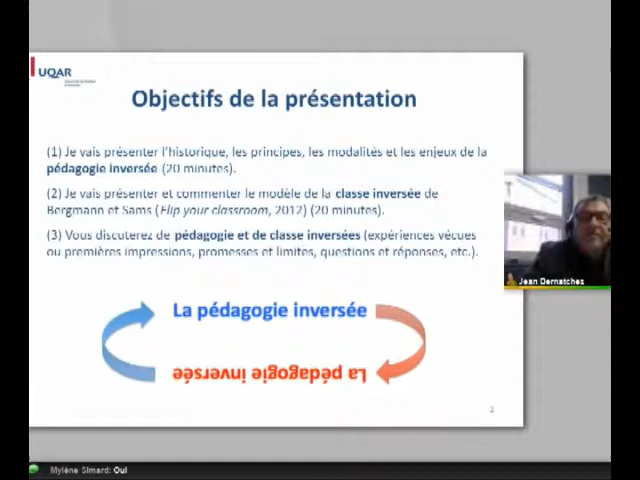 UQAR
Objectifs de la présentation
(1) Je vais présenter l'historique, les principes, les modalités et les enjeux de la
pédagogie inversée (20 minutes).
(2) Je vais présenter et commenter le modèle de la classe inversée de
Bergmann et Sams (Flip your classroom, 2012) (20 minutes).
(3) Vous discuterez de pédagogie et de classe inversées (expériences vécues
ou premières impressions, promesses et limites, questions et réponses, etc.).
La pédagogie inversée
La pédagogie inversée
2
Jean Bernatchez
Mylène Simard: Oui